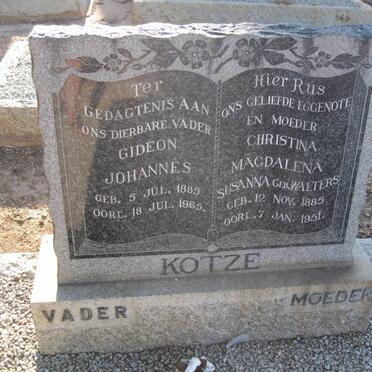 Ter
GEDAGTENIS AAN
ONS DIERBARE VADER
GIDEON
JOHANNES
GEB. 5 JUL. 1885
OORL. 18 JUL. 1965.
Hier Rus
ONS GELIEFDE EGGENOTE
EN MOEDER
CHRISTINA
MAGDALENA
SUSANNA GEB. WALTERS
GEB. 12 NOV. 1885
OORL. 7 JAN. 1951.
KOTZE
VADER
MOEDER